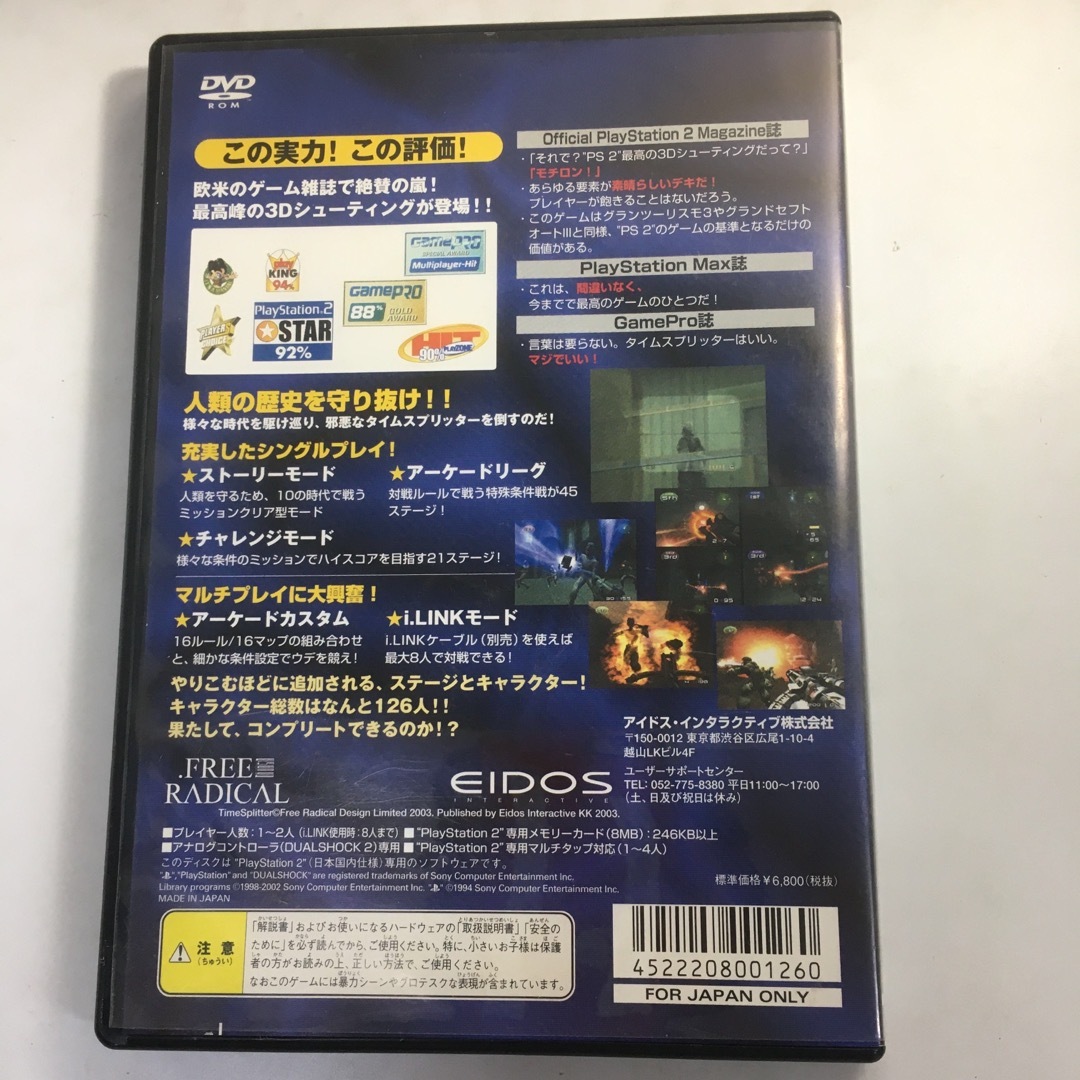 DVD
ROM
この実力! この評価!
欧米のゲーム雑誌で絶賛の嵐!
最高峰の3Dシューティングが登場!!
play
KING
94%
GamePRO
SPECIAL AWARD
Multiplayer-Hit
GamePRO
88%
GOLD
AWARD
PLAYER
CHOICE
PlayStation.2
STAR
92%
HIT
90%
PLAYZONE
Official PlayStation 2 Magazine誌
・「それで?"PS 2"最高の3Dシューティングだって?」
「モチロン!」
・あらゆる要素が素晴らしいデキだ!
プレイヤーが飽きることはないだろう。
・このゲームはグランツーリスモ3やグランドセフト
オートIIIと同様、"PS 2"のゲームの基準となるだけの
価値がある。
PlayStation Max誌
・これは、間違いなく、
今までで最高のゲームのひとつだ!
GamePro誌
・言葉は要らない。タイムスプリッターはいい。
マジでいい!
人類の歴史を守り抜け!!
様々な時代を駆け巡り、邪悪なタイムスプリッターを倒すのだ!
充実したシングルプレイ!
★ストーリーモード
人類を守るため、10の時代で戦う
ミッションクリア型モード
★アーケードリーグ
対戦ルールで戦う特殊条件戦が45
ステージ!
★チャレンジモード
様々な条件のミッションでハイスコアを目指す21ステージ!
マルチプレイに大興奮!
★アーケードカスタム
16ルール/16マップの組み合わせ
と、細かな条件設定でウデを競え!
★i.LINKモード
i.LINKケーブル(別売)を使えば
最大8人で対戦できる!
やりこむほどに追加される、ステージとキャラクター!
キャラクター総数はなんと126人!!
果たして、コンプリートできるのか!?
アイドス・インタラクティブ株式会社
〒150-0012 東京都渋谷区広尾1-10-4
越山LKビル4F
ユーザーサポートセンター
TEL: 052-775-8380 平日11:00〜17:00
(土、日及び祝日は休み)
.FREE
RADICAL
EIDOS
INTERACTIVE
TimeSplitter©Free Radical Design Limited 2003. Published by Eidos Interactive KK 2003.
■プレイヤー人数:1〜2人(i.LINK使用時:8人まで) ■"PlayStation 2"専用メモリーカード(8MB):246KB以上
■アナログコントローラ(DUALSHOCK 2)専用 ■"PlayStation 2"専用マルチタップ対応(1〜4人)
このディスクは "PlayStation 2"(日本国内仕様)専用のソフトウェアです。
","PlayStation" and "DUALSHOCK" are registered trademarks of Sony Computer Entertainment Inc.
Library programs ©1998-2002 Sony Computer Entertainment Inc. " " ©1994 Sony Computer Entertainment Inc.
MADE IN JAPAN
標準価格¥6,800(税抜)
注意
(ちゅうい)
「解説書」およびお使いになるハードウェアの「取扱説明書」「安全の
ために」を必ず読んでから、ご使用ください。特に、小さいお子様は保護
者の方がお読みの上、正しい方法で、ご使用ください。
なおこのゲームには暴力シーンやグロテスクな表現が含まれています。
4522208001260
FOR JAPAN ONLY